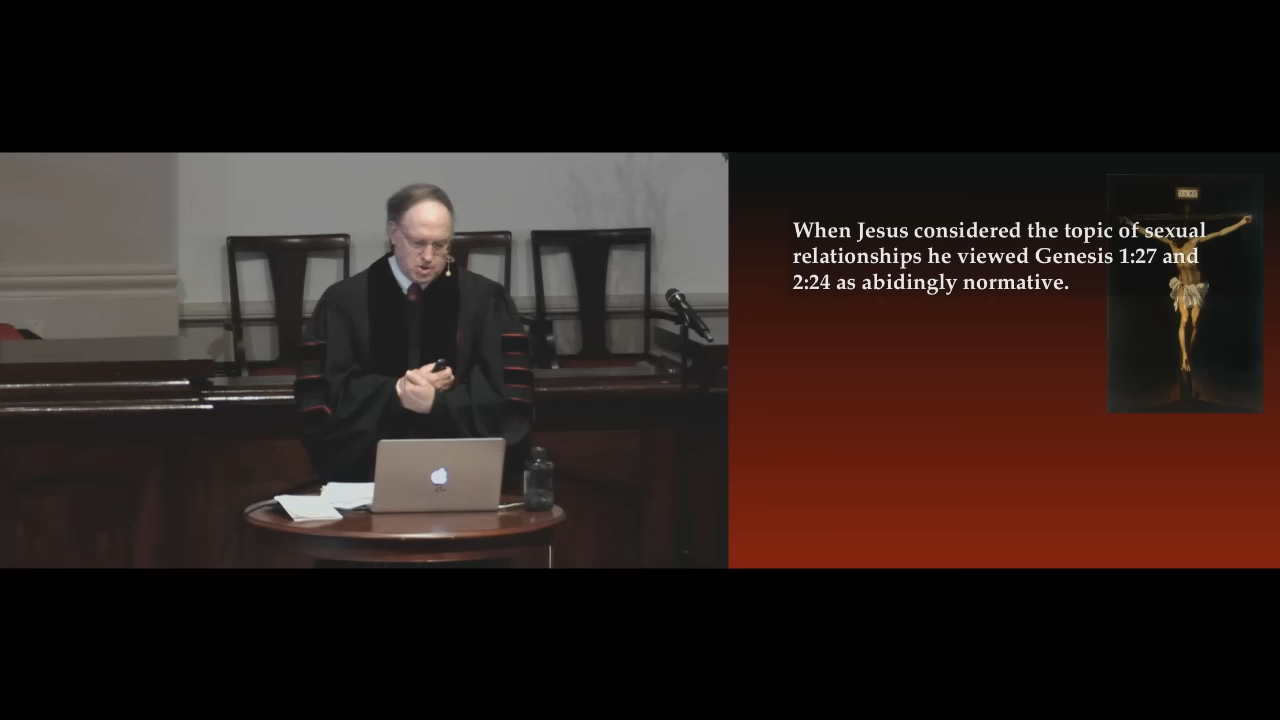 When Jesus considered the topic of sexual
relationships he viewed Genesis 1:27 and
2:24 as abidingly normative.